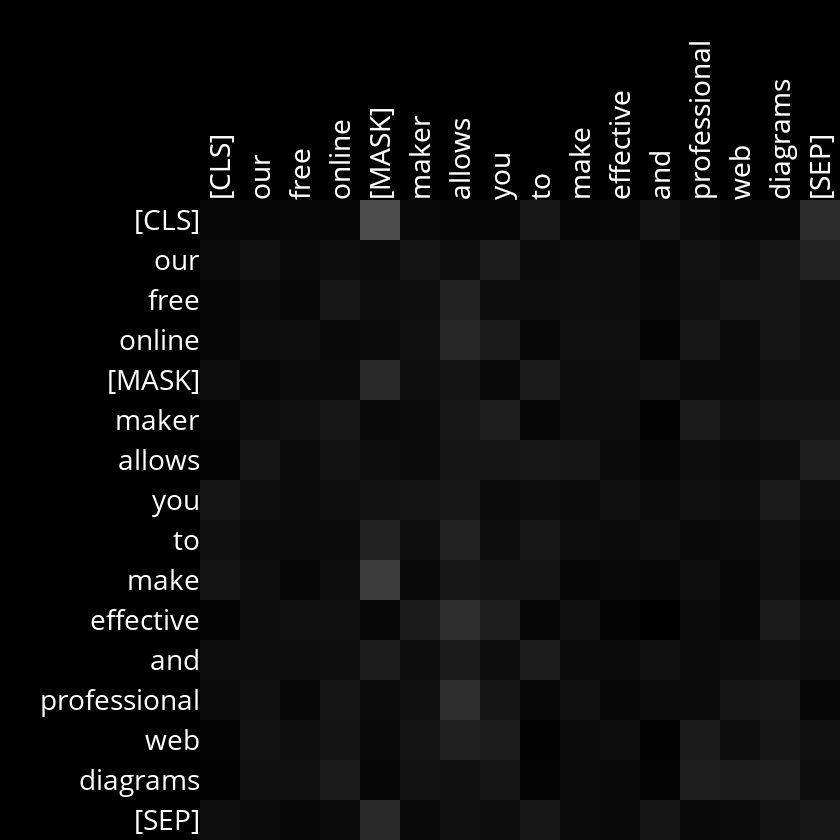 [CLS] our free online [MASK] maker allows you to make effective and professional web diagrams [SEP]
[CLS]
our
free
online
[MASK]
maker
allows
you
to
make
effective
and
professional
web
diagrams
[SEP]